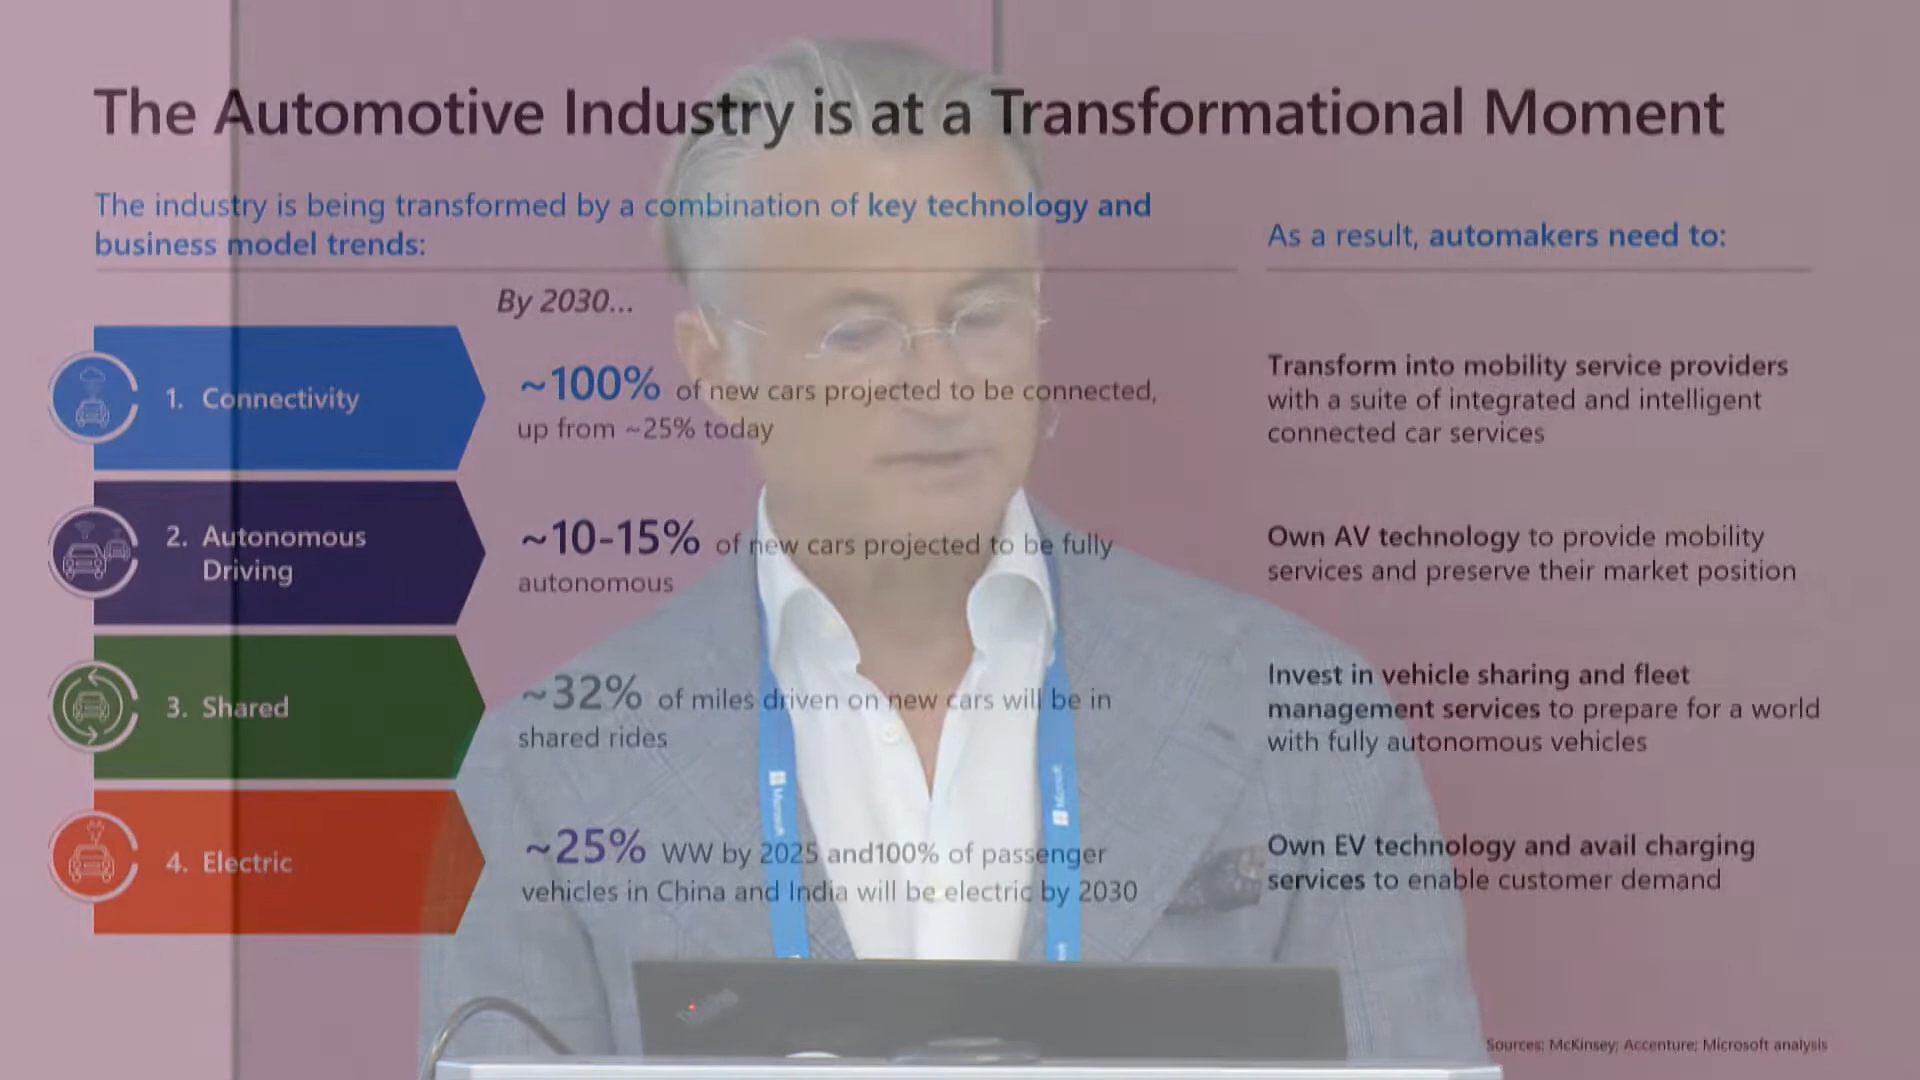 The Automotive Industry is at a Transformational Moment
The industry is being transformed by a combination of key technology and
business model trends:
As a result, automakers need to:
By 2030...
1. Connectivity
~100% of new cars projected to be connected,
up from ~25% today
Transform into mobility service providers
with a suite of integrated and intelligent
connected car services
2. Autonomous
Driving
~10-15% of new cars projected to be fully
autonomous
Own AV technology to provide mobility
services and preserve their market position
3. Shared
~32% of miles driven on new cars will be in
shared rides
Invest in vehicle sharing and fleet
management services to prepare for a world
with fully autonomous vehicles
4. Electric
~25% WW by 2025 and100% of passenger
vehicles in China and India will be electric by 2030
Own EV technology and avail charging
services to enable customer demand
Microsoft
Microsoft
Sources: McKinsey; Accenture; Microsoft analysis